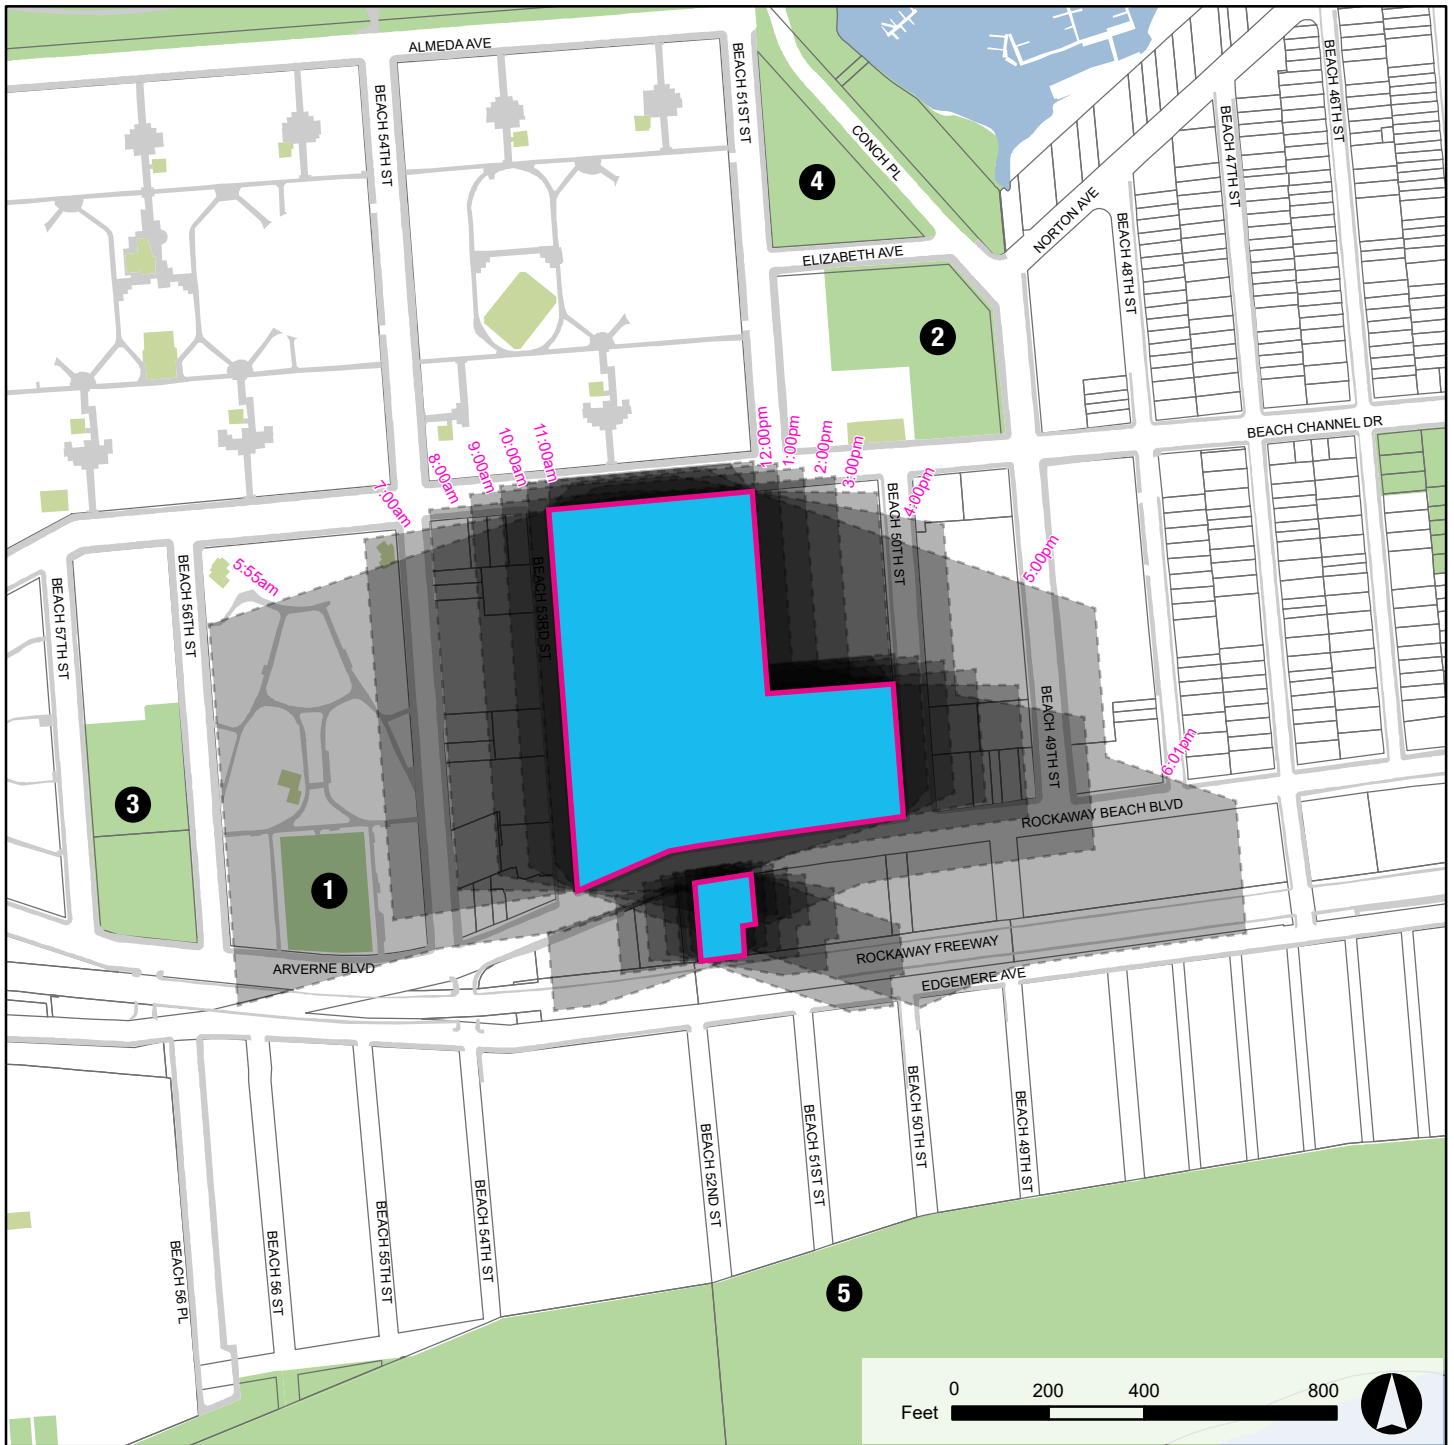 ALMEDA AVE
BEACH 51ST ST
BEACH 54TH ST
CONCH PL
4
NORTON AVE
BEACH 46TH ST
BEACH 47TH ST
BEACH 48TH ST
ELIZABETH AVE
2
BEACH CHANNEL DR
5:55am
7:00am
8:00am
9:00am
10:00am
11:00am
12:00pm
1:00pm
2:00pm
3:00pm
4:00pm
5:00pm
6:01pm
BEACH 57TH ST
BEACH 56TH ST
BEACH 53RD ST
BEACH 50TH ST
BEACH 49TH ST
3
1
ROCKAWAY BEACH BLVD
ARVERNE BLVD
ROCKAWAY FREEWAY
EDGEMERE AVE
BEACH 56 PL
BEACH 56 ST
BEACH 55TH ST
BEACH 54TH ST
BEACH 52ND ST
BEACH 51ST ST
BEACH 50TH ST
BEACH 49TH ST
5
0 200 400 800
Feet